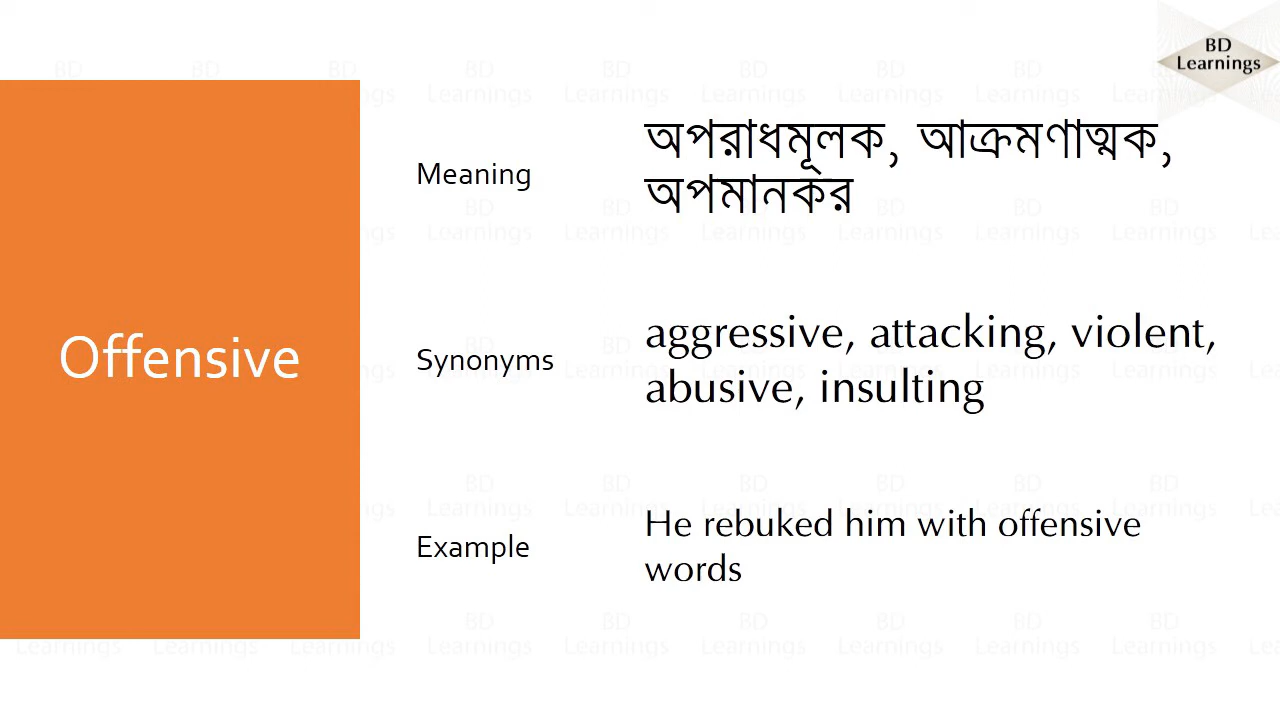 BD
Learnings
Offensive
Meaning
অপরাধমূলক, আক্রমণাত্মক,
অপমানকর
Synonyms
aggressive, attacking, violent,
abusive, insulting
Example
He rebuked him with offensive
words